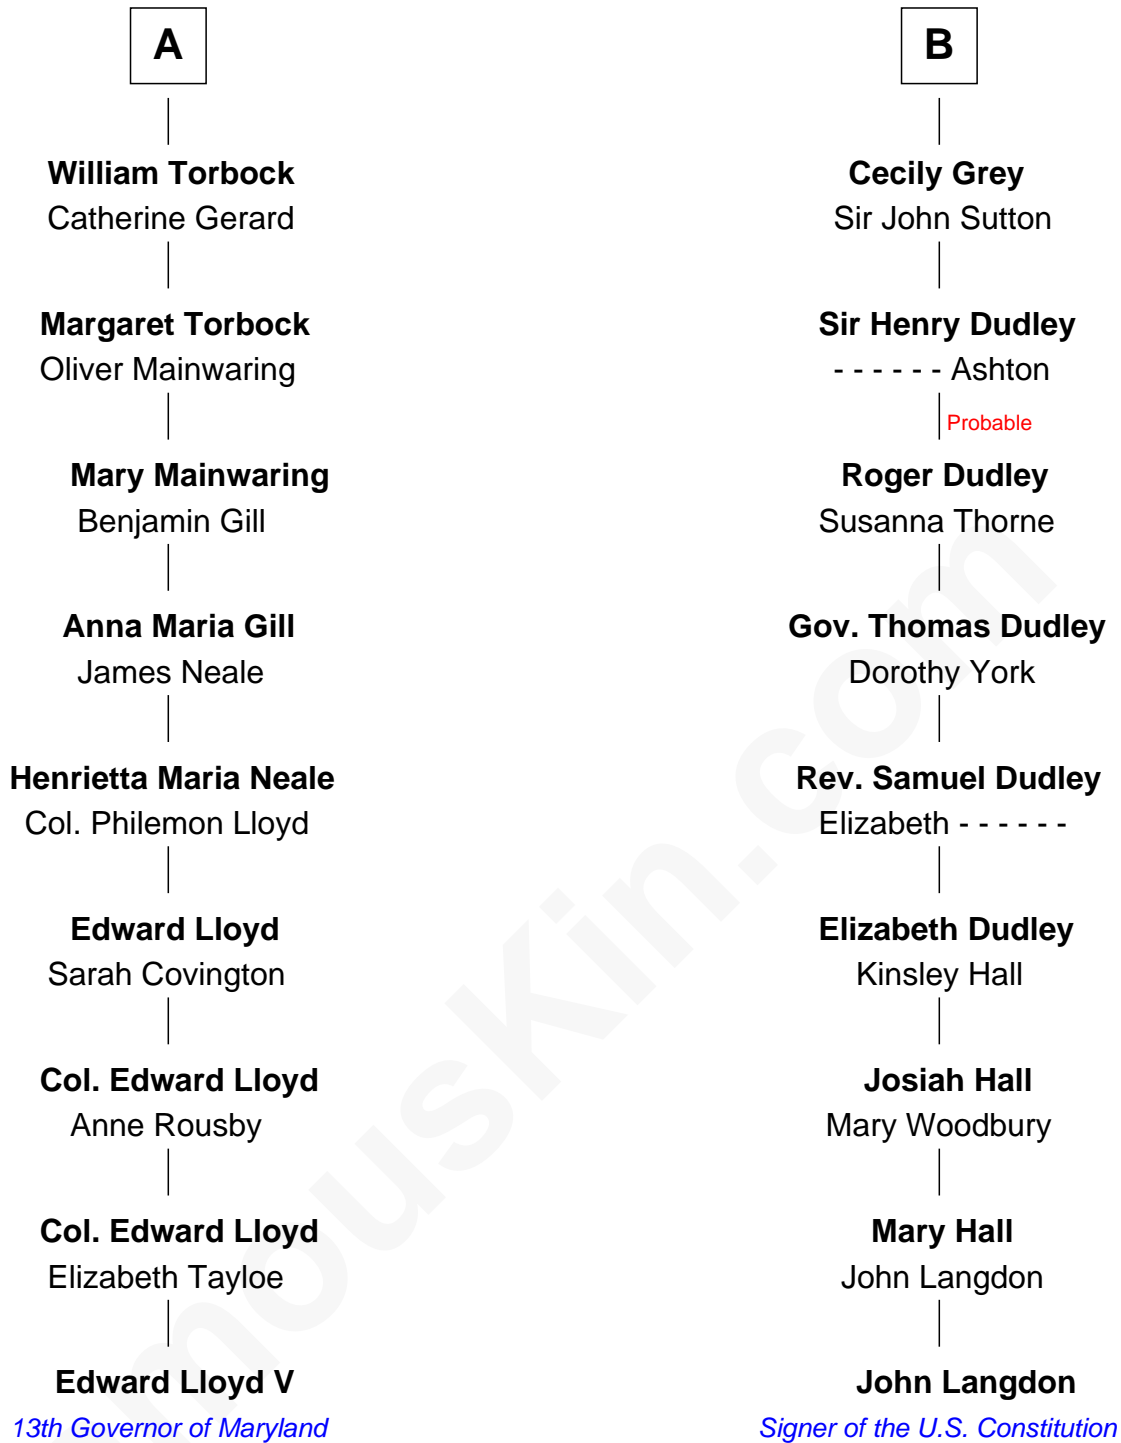 A
William Torbock
Catherine Gerard
Margaret Torbock
Oliver Mainwaring
Mary Mainwaring
Benjamin Gill
Anna Maria Gill
James Neale
Henrietta Maria Neale
Col. Philemon Lloyd
Edward Lloyd
Sarah Covington
Col. Edward Lloyd
Anne Rousby
Col. Edward Lloyd
Elizabeth Tayloe
Edward Lloyd V
13th Governor of Maryland
B
Cecily Grey
Sir John Sutton
Sir Henry Dudley
- - - - - - Ashton
Probable
Roger Dudley
Susanna Thorne
Gov. Thomas Dudley
Dorothy York
Rev. Samuel Dudley
Elizabeth - - - - - -
Elizabeth Dudley
Kinsley Hall
Josiah Hall
Mary Woodbury
Mary Hall
John Langdon
John Langdon
Signer of the U.S. Constitution
mousKin.com